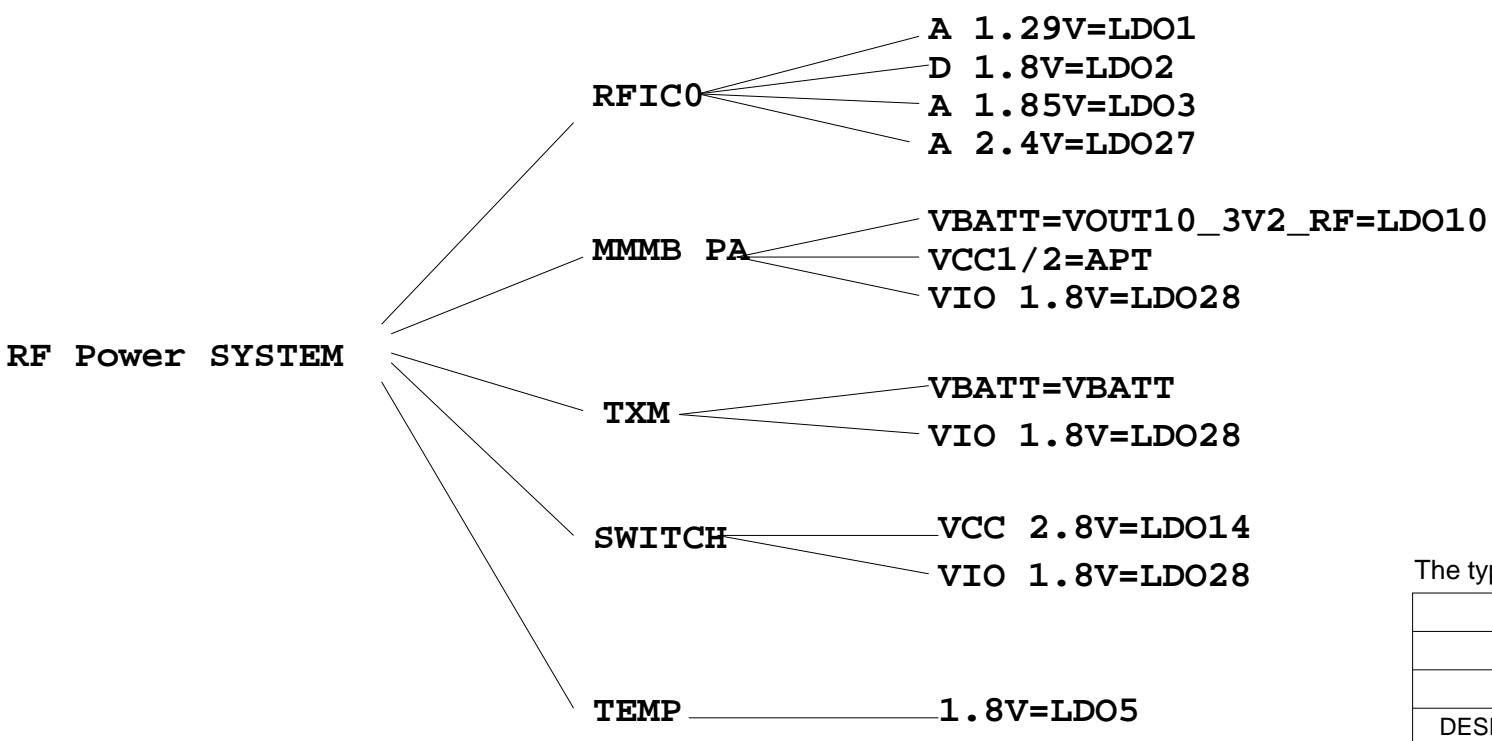 A 1.29V=LDO1
D 1.8V=LDO2
RFIC0
A 1.85V=LDO3
A 2.4V=LDO27
VBATT=VOUT10_3V2_RF=LDO10
MMMB PA
VCC1/2=APT
VIO 1.8V=LDO28
RF Power SYSTEM
VBATT=VBATT
TXM
VIO 1.8V=LDO28
VCC 2.8V=LDO14
SWITCH
VIO 1.8V=LDO28
The
TEMP
1.8V=LDO5